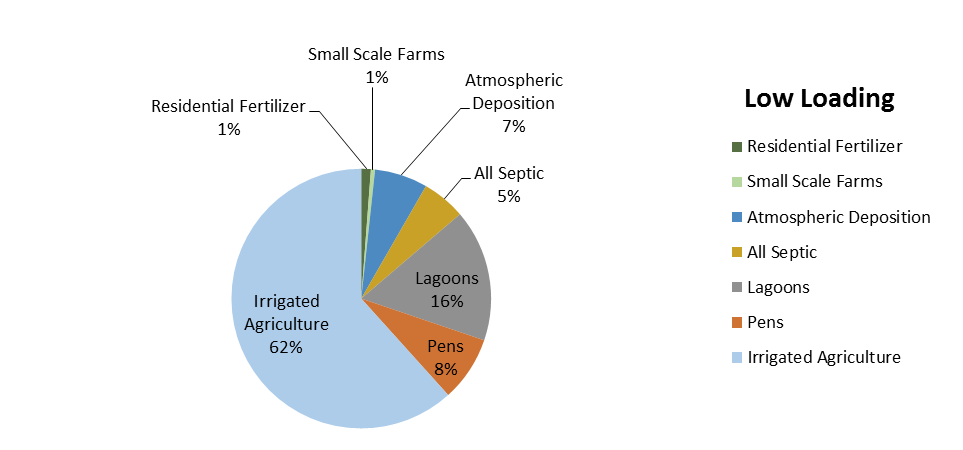 Small Scale Farms
1%
Atmospheric
Deposition
7%
Residential Fertilizer
1%
All Septic
5%
Lagoons
16%
Irrigated
Agriculture
62%
Pens
8%
Low Loading
Residential Fertilizer
Small Scale Farms
Atmospheric Deposition
All Septic
Lagoons
Pens
Irrigated Agriculture